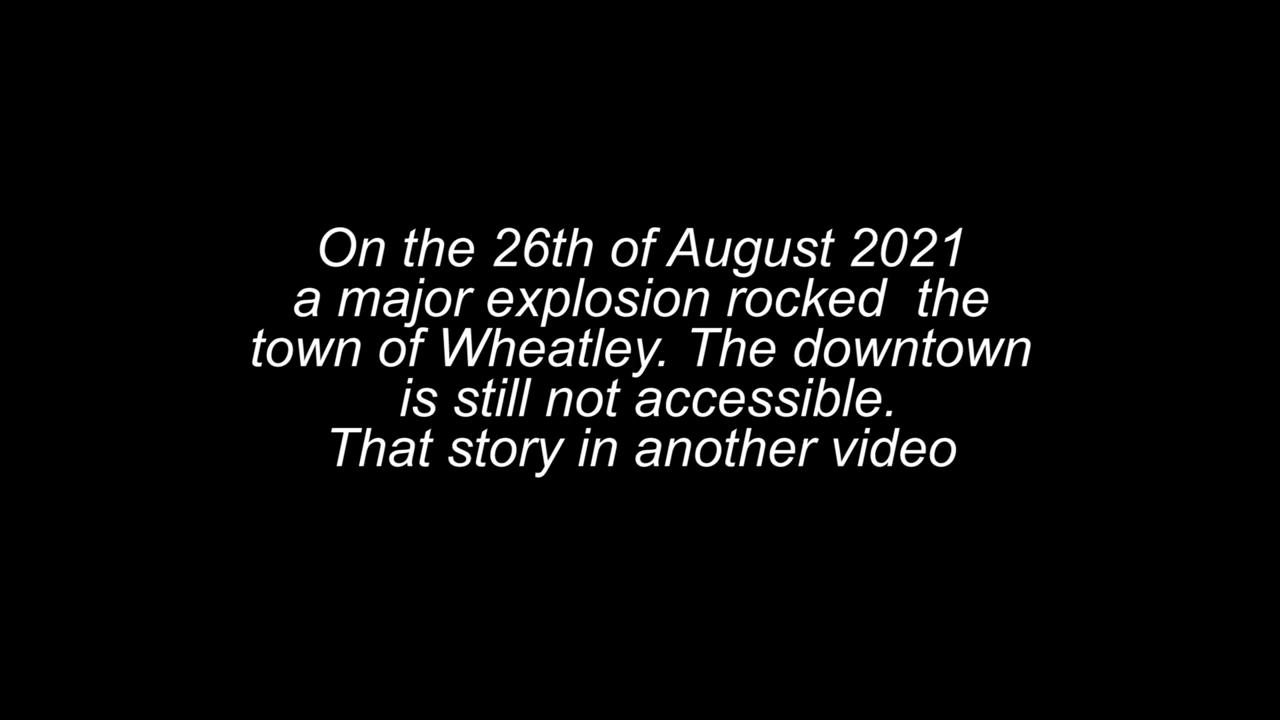 On the 26th of August 2021
a major explosion rocked  the
town of Wheatley. The downtown
is still not accessible.
That story in another video